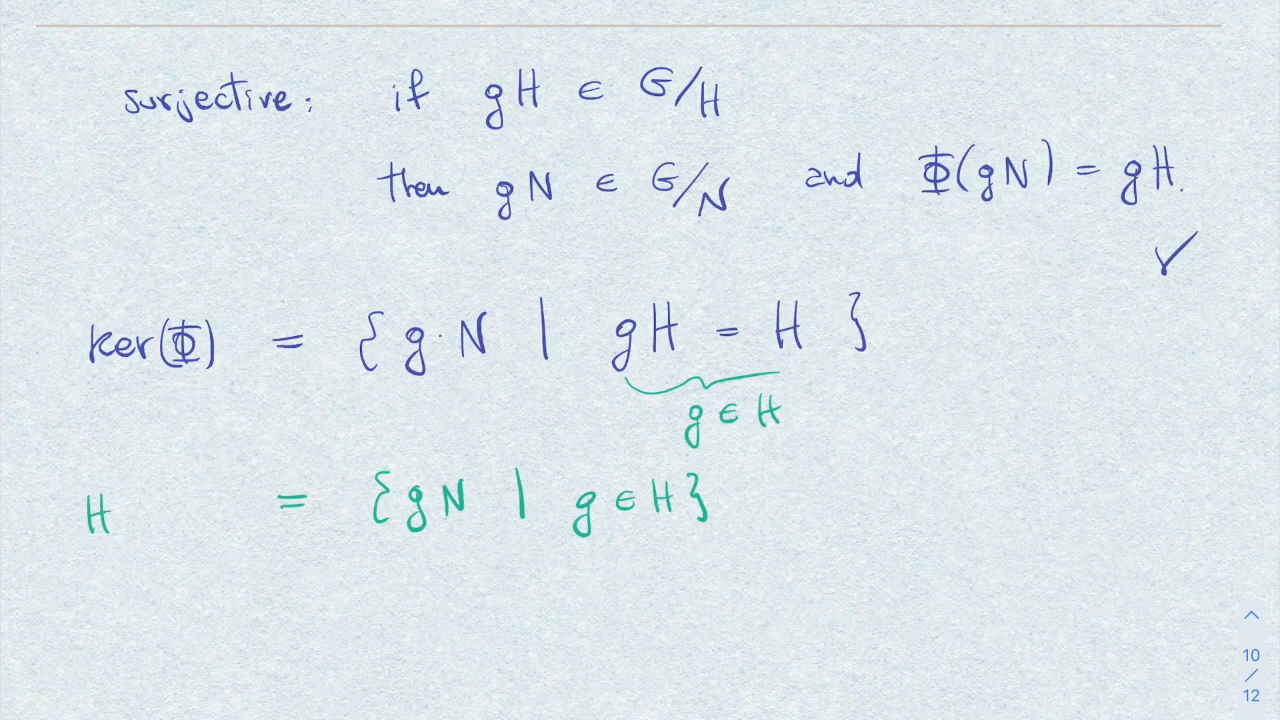 surjective: if gH ∈ G/H
then gN ∈ G/N and Φ(gN) = gH.
✓
ker(Φ) = {g·N | gH = H }
g ∈ H
H = {gN | g ∈ H}
10
/
12